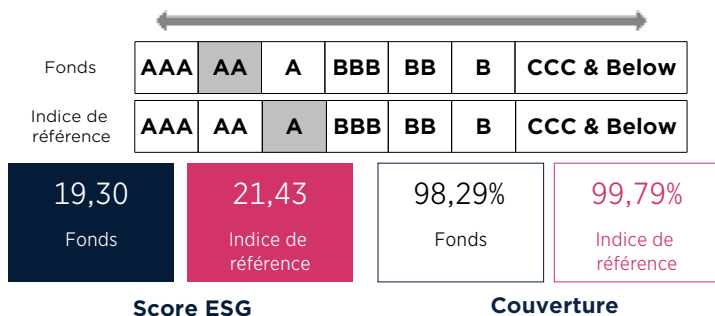 Fonds AAA AA A BBB BB B CCC & Below
Indice de
référence AAA AA A BBB BB B CCC & Below
19,30 21,43 98,29% 99,79%
Fonds Indice de Fonds Indice de
référence référence
Score ESG Couverture